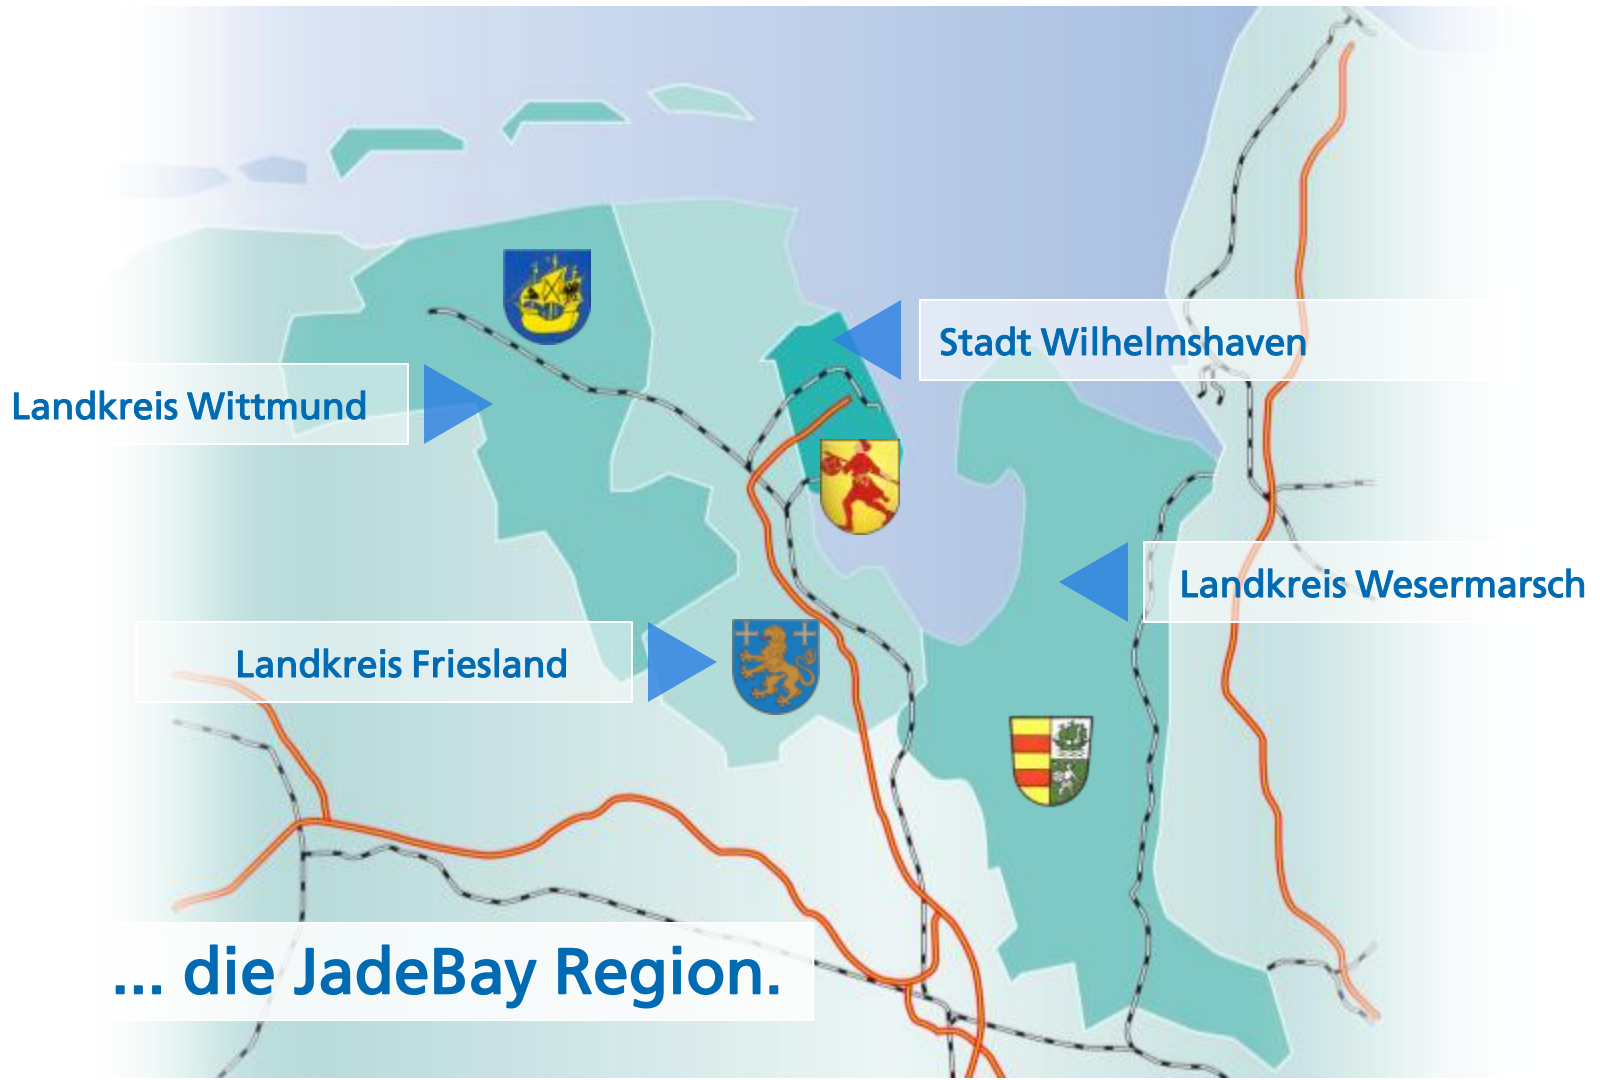 Stadt Wilhelmshaven
Landkreis Wittmund
Landkreis Wesermarsch
Landkreis Friesland
... die JadeBay Region.